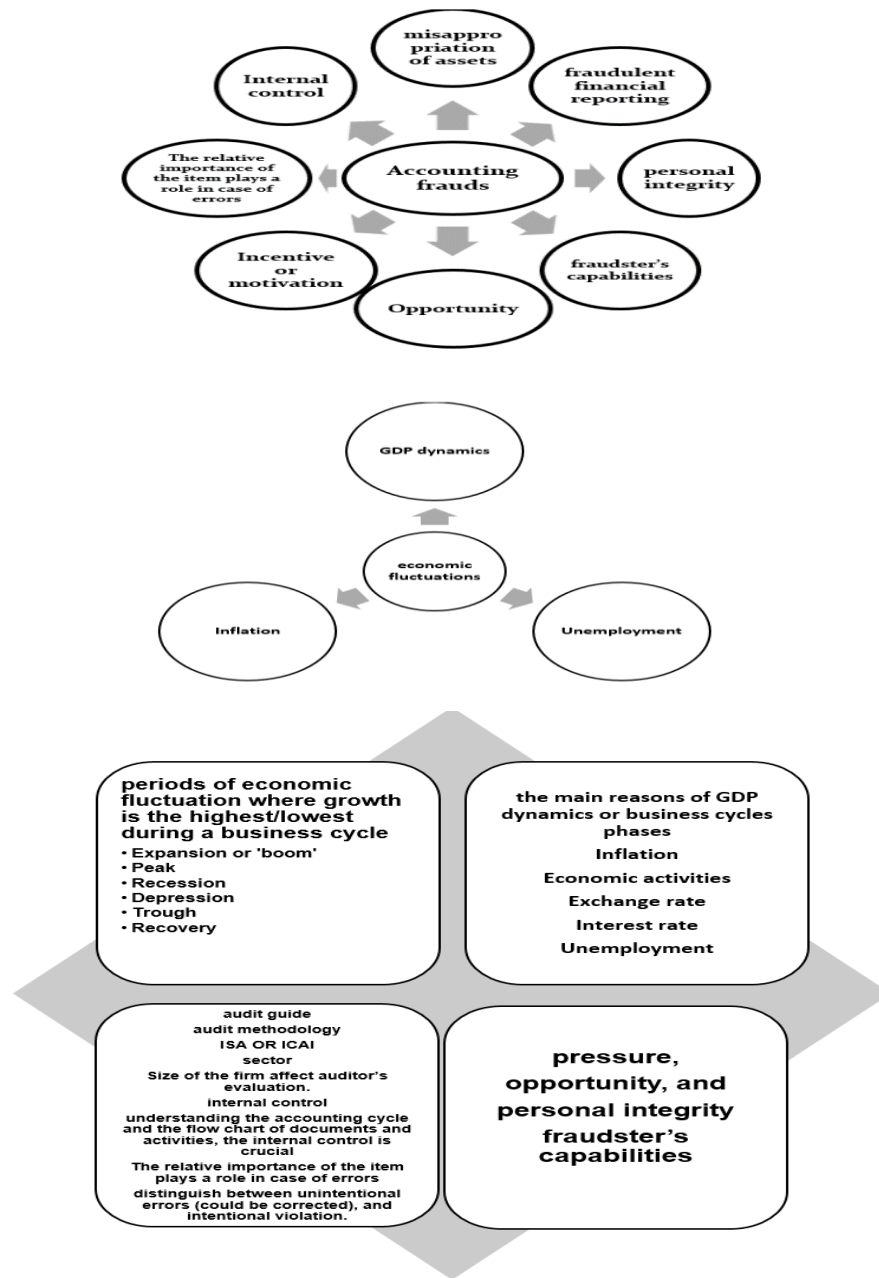 misappro
priation
of assets
Internal
control
fraudulent
financial
reporting
The relative
importance of
the item plays a
role in case of
errors
Accounting
frauds
personal
integrity
Incentive
or
motivation
Opportunity
fraudster's
capabilities
GDP dynamics
economic
fluctuations
Inflation
Unemployment
periods of economic
fluctuation where growth
is the highest/lowest
during a business cycle
• Expansion or 'boom'
• Peak
• Recession
• Depression
• Trough
• Recovery
the main reasons of GDP
dynamics or business cycles
phases
Inflation
Economic activities
Exchange rate
Interest rate
Unemployment
audit guide
audit methodology
ISA OR ICAI
sector
Size of the firm affect auditor's
evaluation.
internal control
understanding the accounting cycle
and the flow chart of documents and
activities, the internal control is
crucial
The relative importance of the item
plays a role in case of errors
distinguish between unintentional
errors (could be corrected), and
intentional violation.
pressure,
opportunity, and
personal integrity
fraudster's
capabilities